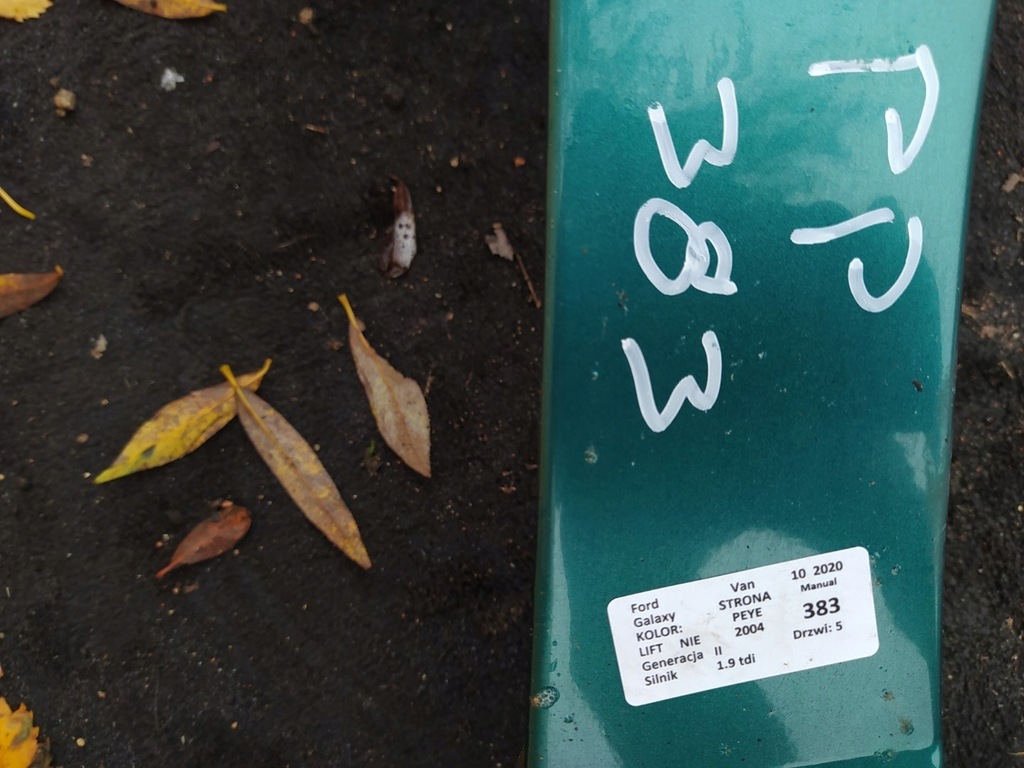 PP
383
Ford Van 10 2020
Galaxy STRONA Manual
KOLOR: PEYE 383
LIFT NIE 2004 Drzwi: 5
Generacja II
Silnik 1.9 tdi